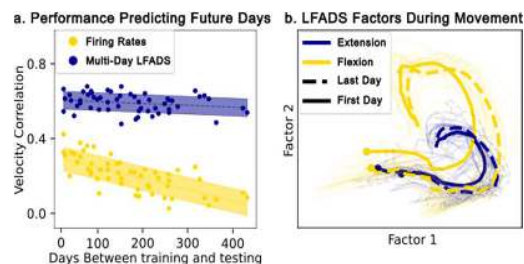 a. Performance Predicting Future Days
Firing Rates
Multi-Day LFADS
Velocity Correlation
0.8
0.4
0.0
0 100 200 300 400
Days Between training and testing
b. LFADS Factors During Movement
Extension
Flexion
Last Day
First Day
Factor 2
Factor 1